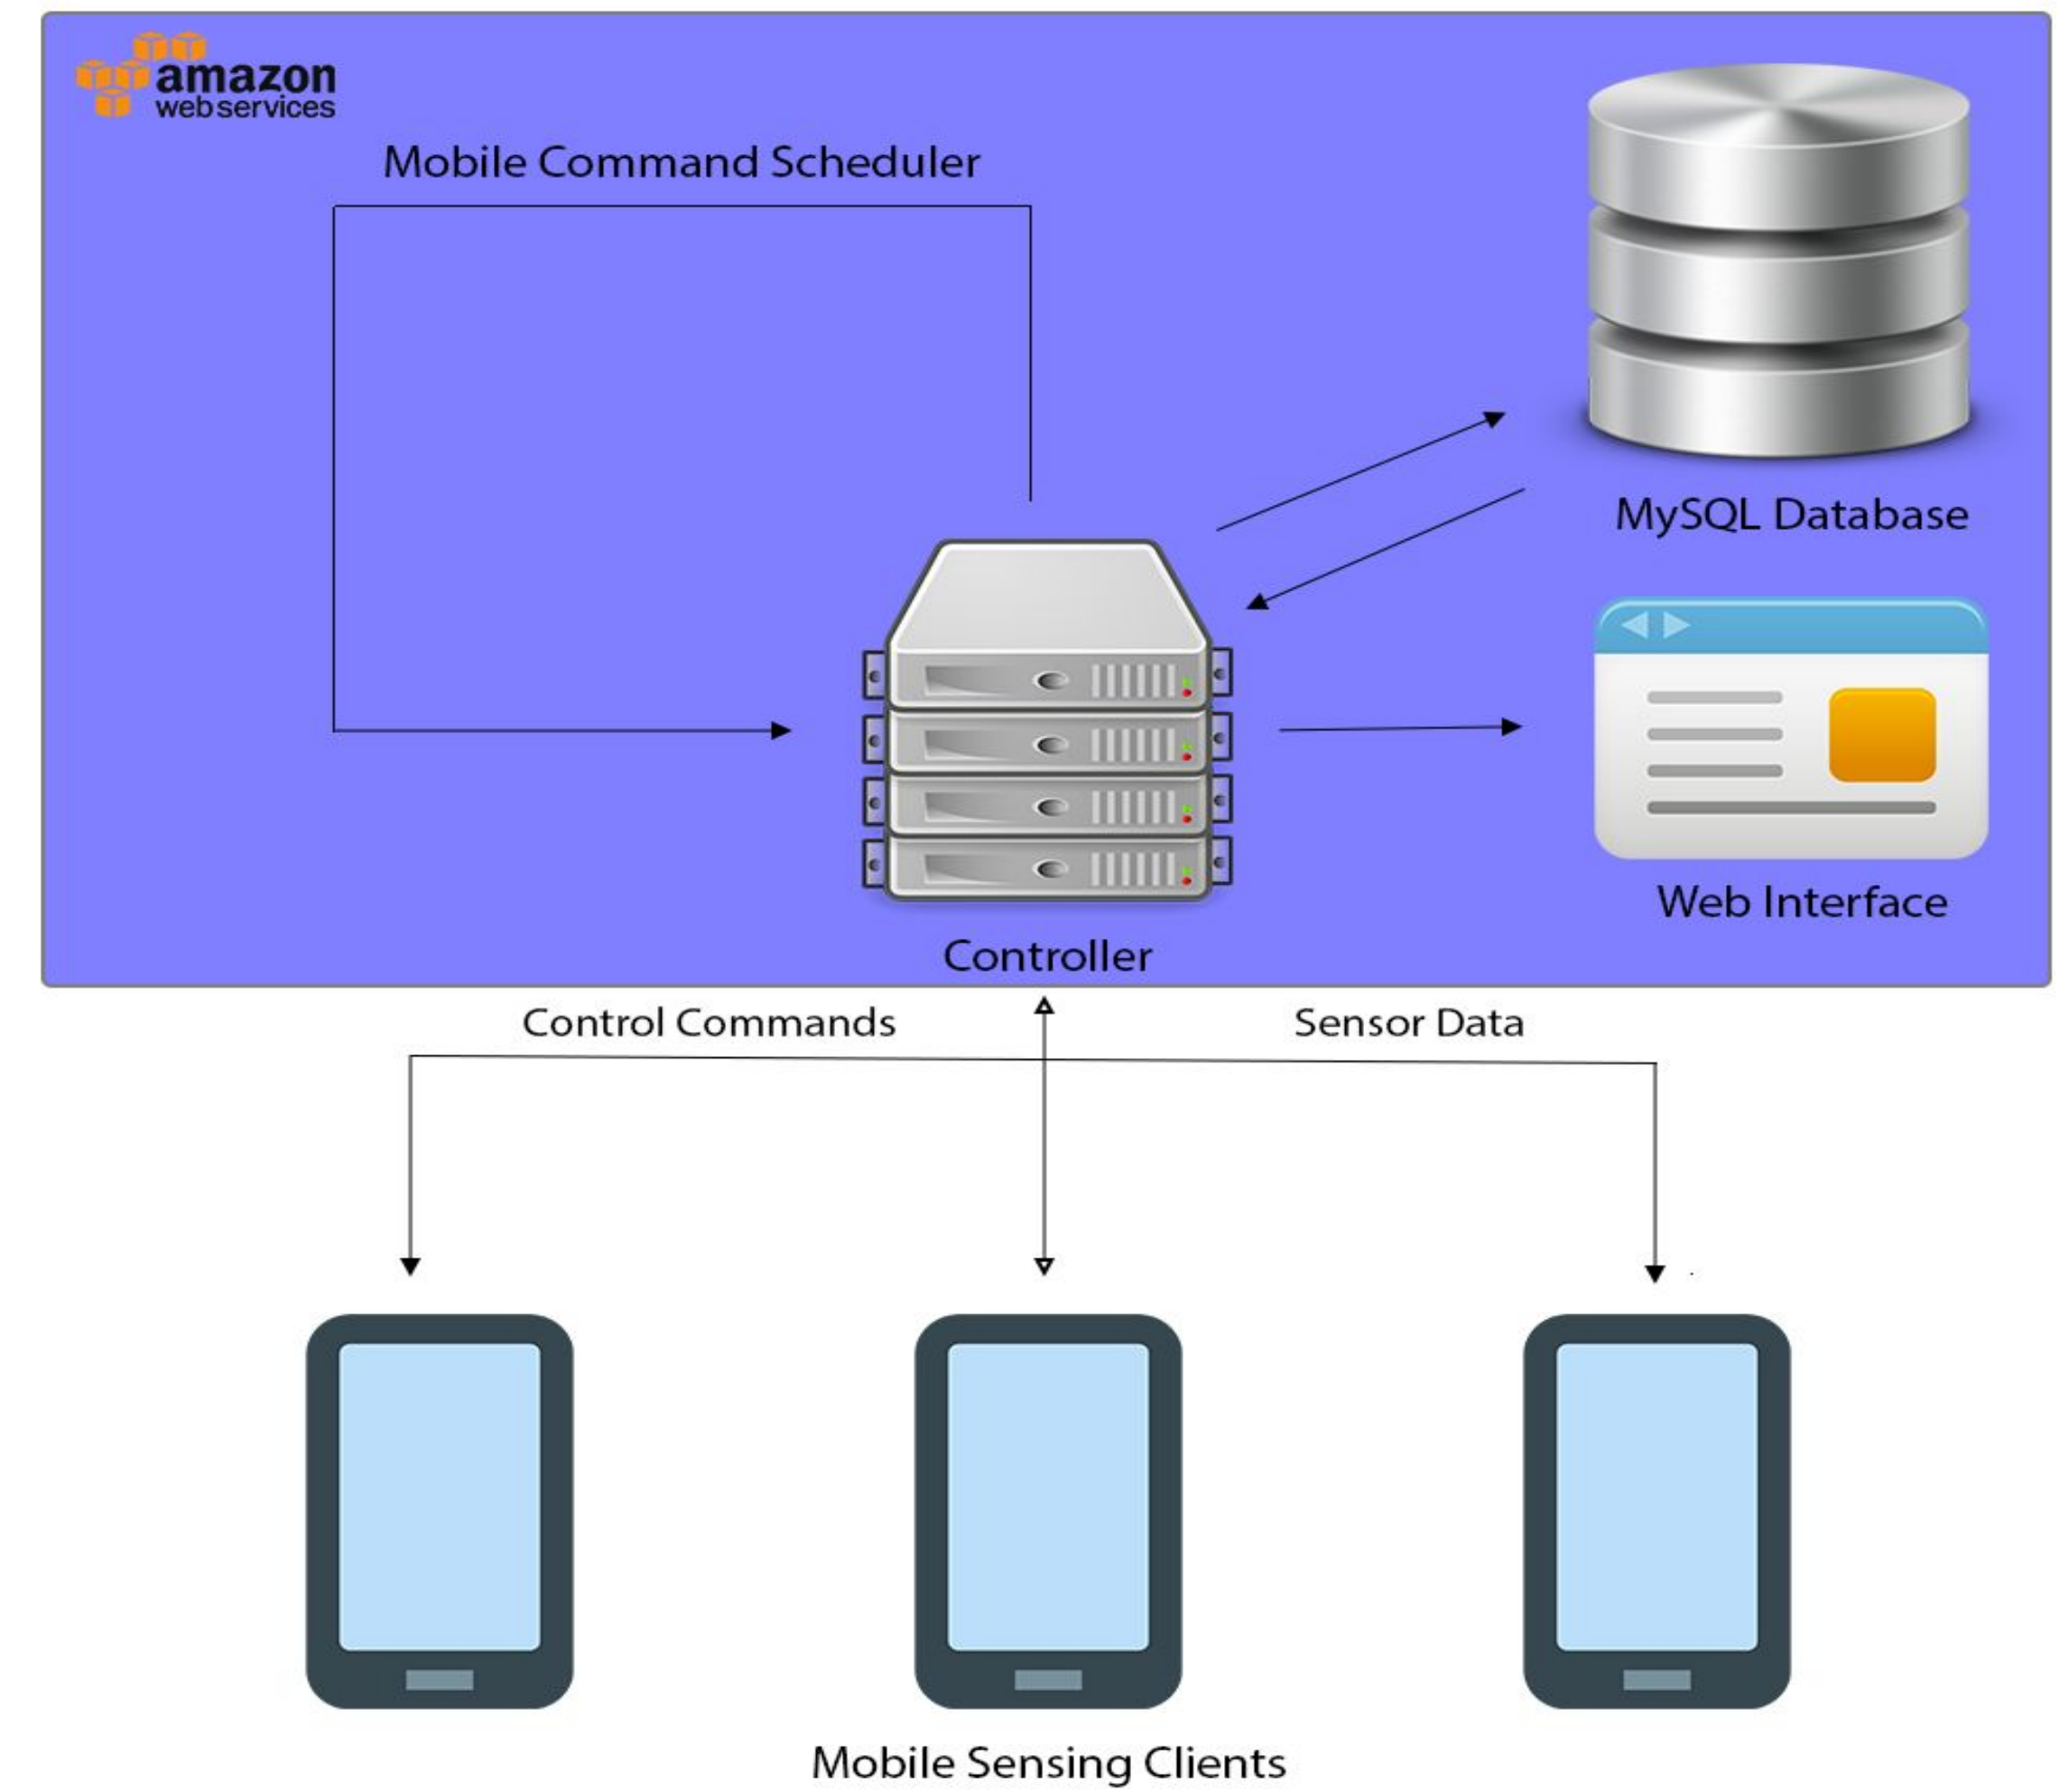 amazon
webservices
Mobile Command Scheduler
MySQL Database
Web Interface
Controller
Control Commands
Sensor Data
Mobile Sensing Clients